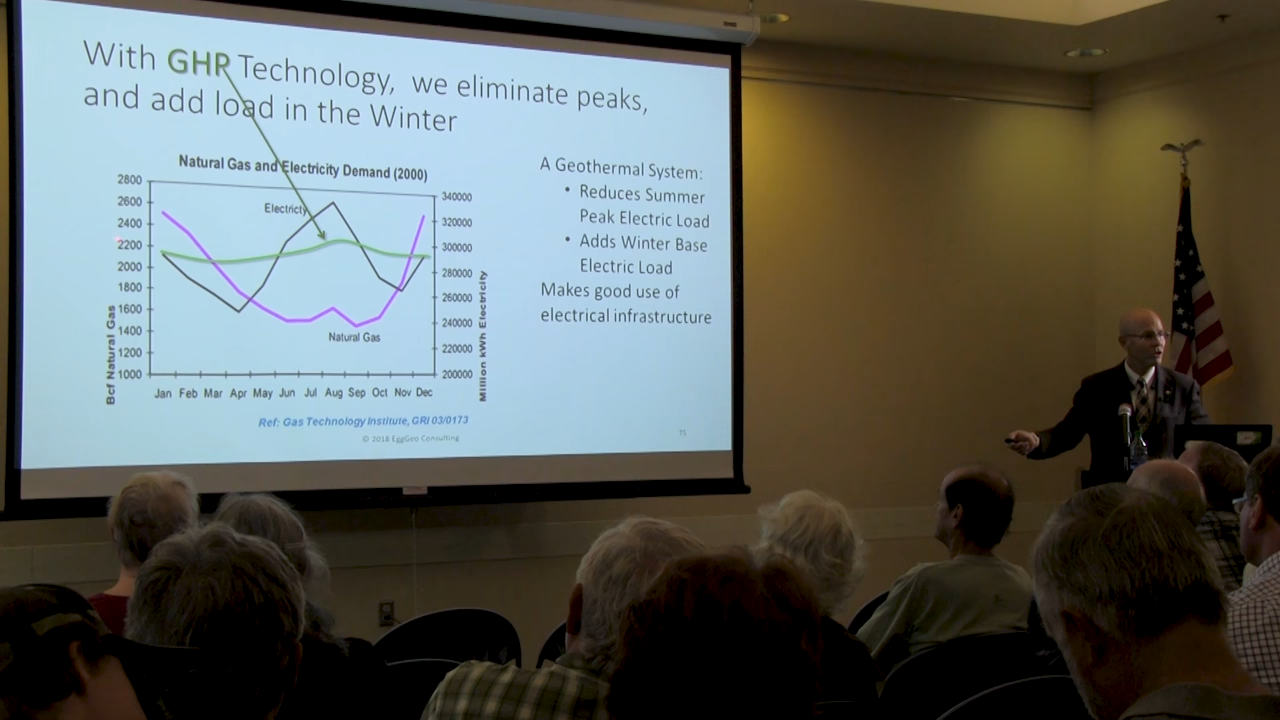 With GHP Technology, we eliminate peaks,
and add load in the Winter
Natural Gas and Electricity Demand (2000)
2800
2600
2400
2200
2000
1800
1600
1400
1200
1000
Bcf Natural Gas
Electricty
Natural Gas
340000
320000
300000
280000
260000
240000
220000
200000
Million kWh Electricity
Jan Feb Mar Apr May Jun Jul Aug Sep Oct Nov Dec
Ref: Gas Technology Institute, GRI 03/0173
© 2018 EggGeo Consulting
75
A Geothermal System:
• Reduces Summer
Peak Electric Load
• Adds Winter Base
Electric Load
Makes good use of
electrical infrastructure